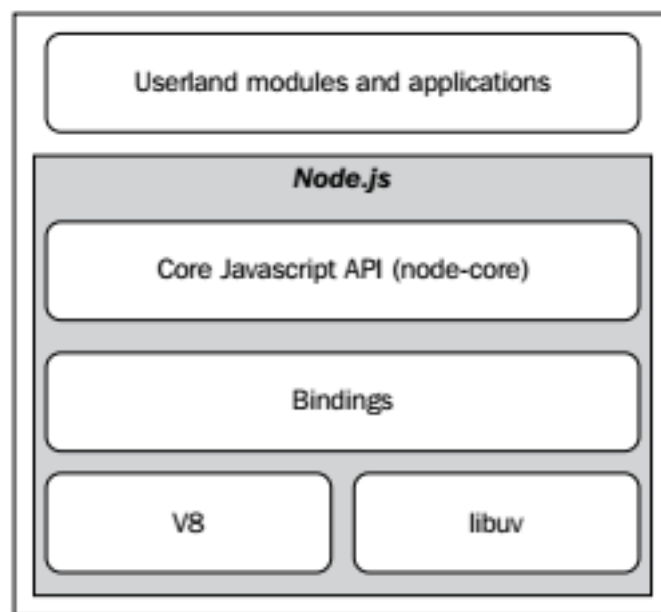 Userland modules and applications
Node.js
Core Javascript API (node-core)
Bindings
V8
libuv